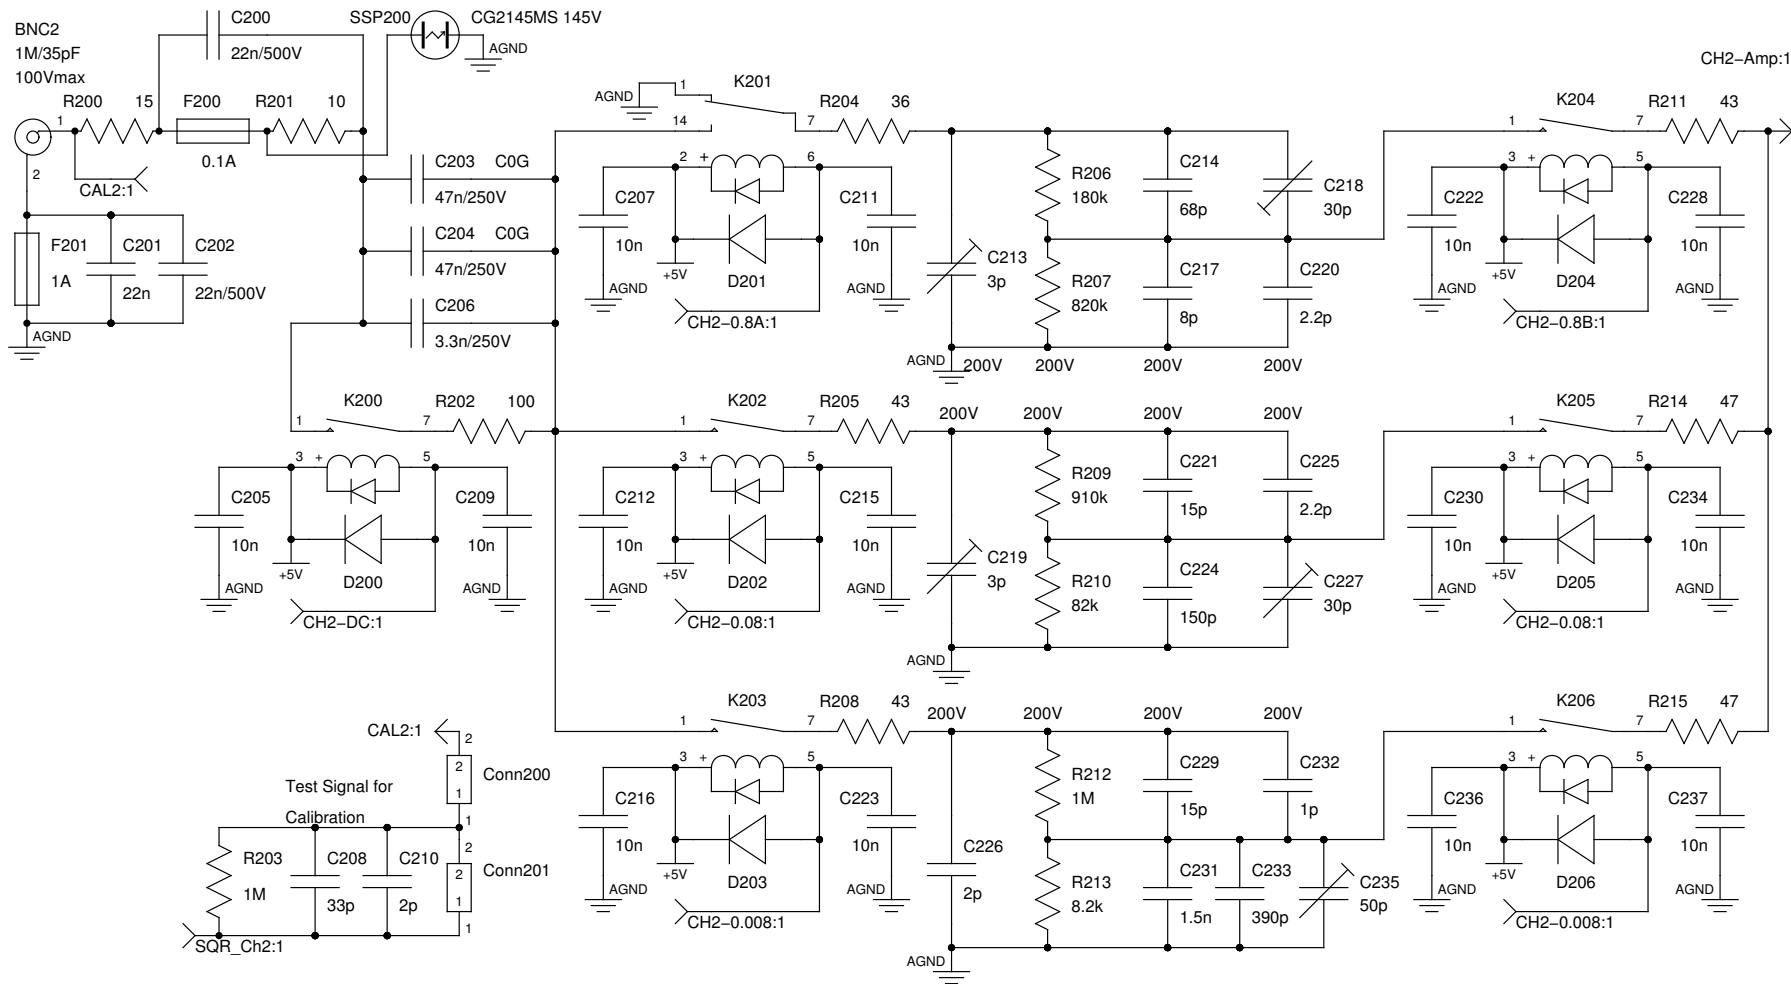 BNC2
1M/35pF
100Vmax
C200
22n/500V
SSP200
CG2145MS 145V
AGND
R200
15
F200
0.1A
R201
10
1
2
CAL2:1
F201
1A
C201
22n
C202
22n/500V
AGND
C203
C0G
47n/250V
C204
C0G
47n/250V
C206
3.3n/250V
AGND
1
K201
14
7
R204
36
2
+
6
C207
10n
AGND
+5V
D201
C211
10n
AGND
CH2-0.8A:1
C213
3p
R206
180k
R207
820k
C214
68p
C217
8p
C218
30p
C220
2.2p
AGND
200V
200V
200V
CH2-Amp:1
1
K204
7
R211
43
3
+
5
C222
10n
AGND
+5V
D204
C228
10n
AGND
CH2-0.8B:1
1
K200
7
R202
100
3
+
5
C205
10n
AGND
+5V
D200
C209
10n
AGND
CH2-DC:1
1
K202
7
R205
43
3
+
5
C212
10n
AGND
+5V
D202
C215
10n
AGND
CH2-0.08:1
200V
200V
200V
C219
3p
R209
910k
R210
82k
C221
15p
C224
150p
C225
2.2p
C227
30p
AGND
1
K205
7
R214
47
3
+
5
C230
10n
AGND
+5V
D205
C234
10n
AGND
CH2-0.08:1
CAL2:1
2
2
1
Conn200
1
Test Signal for
Calibration
R203
1M
C208
33p
C210
2p
2
2
1
Conn201
1
SQR_Ch2:1
1
K203
7
R208
43
3
+
5
C216
10n
AGND
+5V
D203
C223
10n
AGND
CH2-0.008:1
200V
200V
200V
200V
C226
2p
R212
1M
R213
8.2k
C229
15p
C232
1p
C231
1.5n
C233
390p
C235
50p
AGND
1
K206
7
R215
47
3
+
5
C236
10n
AGND
+5V
D206
C237
10n
AGND
CH2-0.008:1